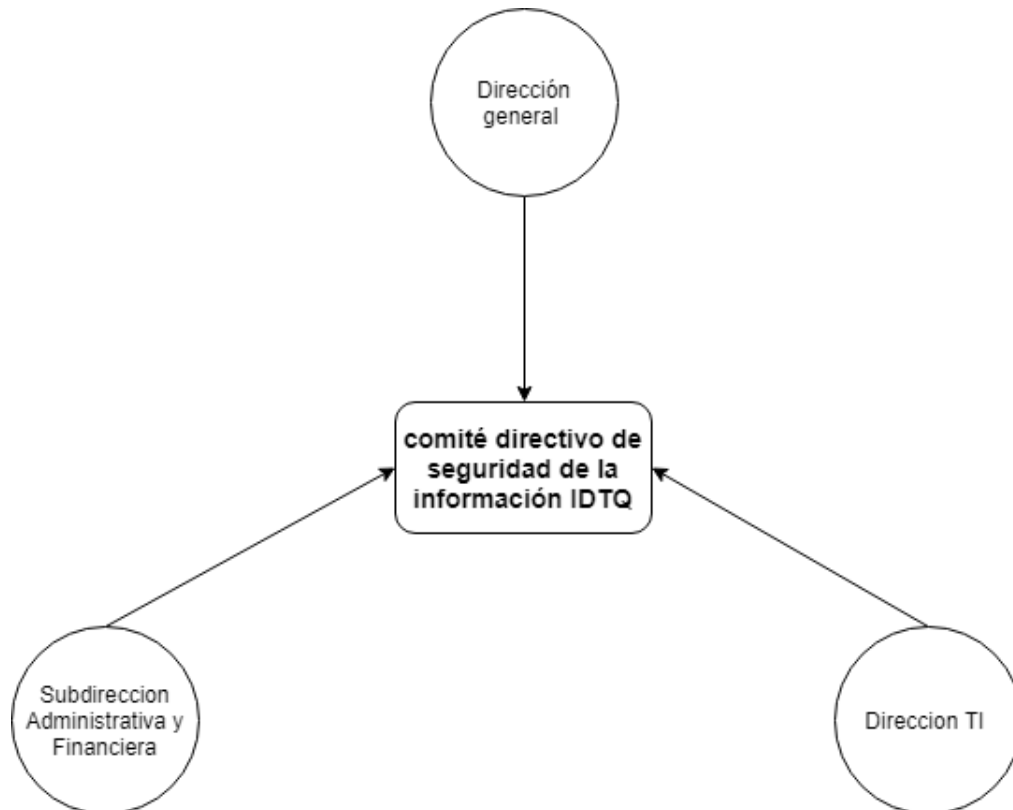 Dirección
general
comité directivo de
seguridad de la
información IDTQ
Subdireccion
Administrativa y
Financiera
Direccion TI